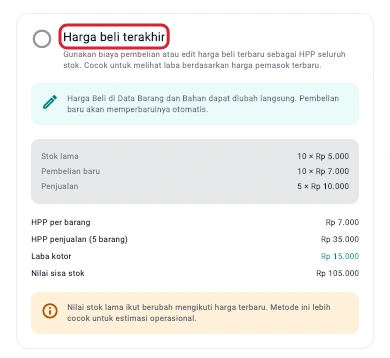 Harga beli terakhir
Gunakan biaya pembelian atau edit harga beli terbaru sebagai HPP seluruh
stok. Cocok untuk melihat laba berdasarkan harga pemasok terbaru.
Harga Beli di Data Barang dan Bahan dapat diubah langsung. Pembelian
baru akan memperbaruinya otomatis.
Stok lama 10 × Rp 5.000
Pembelian baru 10 × Rp 7.000
Penjualan 5 × Rp 10.000
HPP per barang Rp 7.000
HPP penjualan (5 barang) Rp 35.000
Laba kotor Rp 15.000
Nilai sisa stok Rp 105.000
Nilai stok lama ikut berubah mengikuti harga terbaru. Metode ini lebih
cocok untuk estimasi operasional.